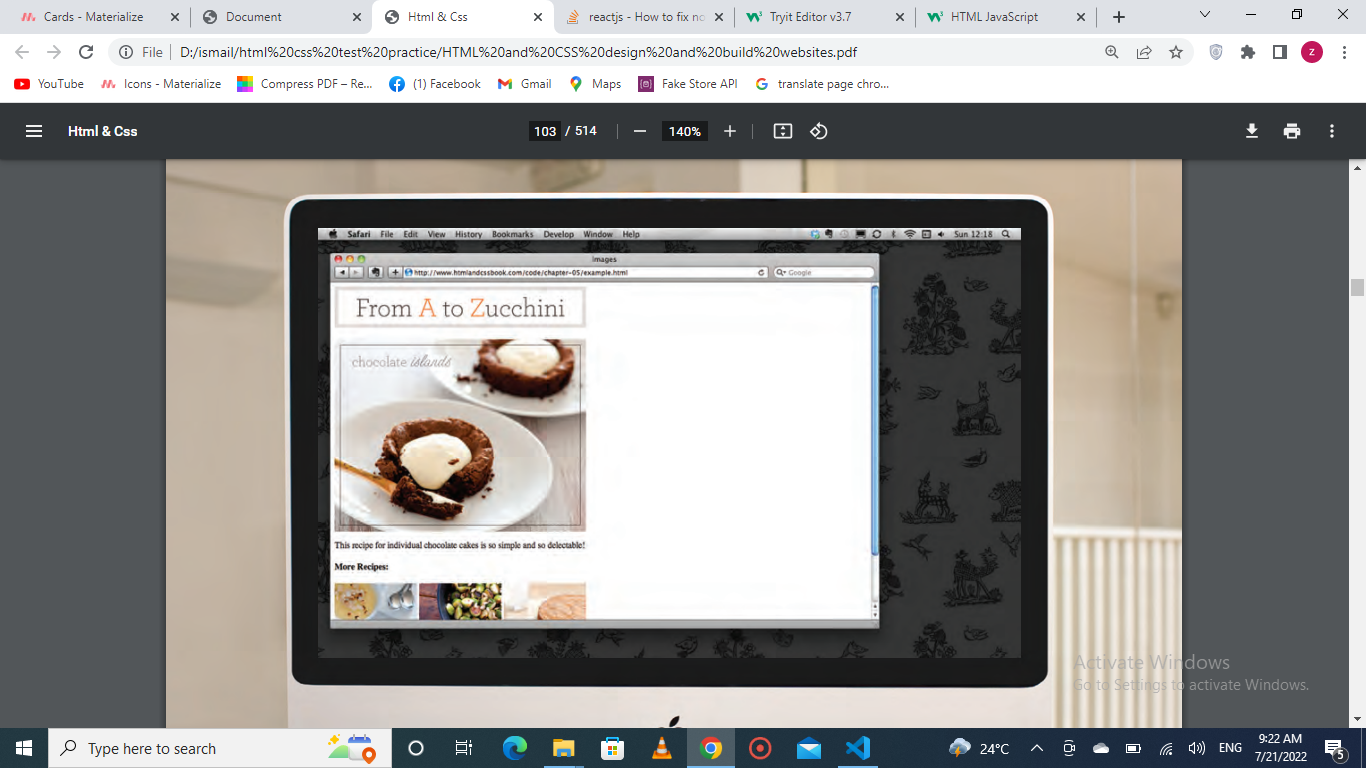 Cards - Materialize
Document
Html & Css
reactjs - How to fix no
Tryit Editor v3.7
HTML JavaScript
File
D:/ismail/html%20css%20test%20practice/HTML%20and%20CSS%20design%20and%20build%20websites.pdf
z
YouTube
Icons - Materialize
Compress PDF – Re...
(1) Facebook
Gmail
Maps
Fake Store API
translate page chro...
Html & Css
103 / 514
140%
Safari File Edit View History Bookmarks Develop Window Help
Sun 12:18
Images
http://www.htmlandcssbook.com/code/chapter-05/example.html
Google
From A to Zucchini
chocolate islands
This recipe for individual chocolate cakes is so simple and so delectable!
More Recipes:
Activate Windows
Go to Settings to activate Windows.
Type here to search
24°C
ENG
9:22 AM
7/21/2022
5